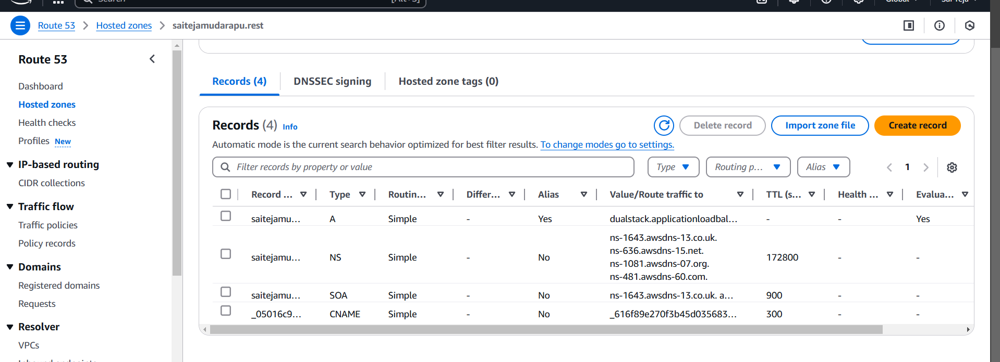 Route 53 > Hosted zones > saitejamudarapu.rest
Route 53
Dashboard
Hosted zones
Health checks
Profiles New
IP-based routing
CIDR collections
Traffic flow
Traffic policies
Policy records
Domains
Registered domains
Requests
Resolver
VPCs
Records (4)
DNSSEC signing
Hosted zone tags (0)
Records (4) Info
Delete record
Import zone file
Create record
Automatic mode is the current search behavior optimized for best filter results. To change modes go to settings.
Filter records by property or value
Type
Routing p...
Alias
1
Record ... Type Routin... Differ... Alias Value/Route traffic to TTL (s... Health ... Evalua...
saitejamu... A Simple - Yes dualstack.applicationloadbal... - - Yes
saitejamu... NS Simple - No ns-1643.awsdns-13.co.uk.
ns-636.awsdns-15.net.
ns-1081.awsdns-07.org.
ns-481.awsdns-60.com. 172800 - -
saitejamu... SOA Simple - No ns-1643.awsdns-13.co.uk. a... 900 - -
_05016c9... CNAME Simple - No _616f89e270f3b45d035683... 300 - -